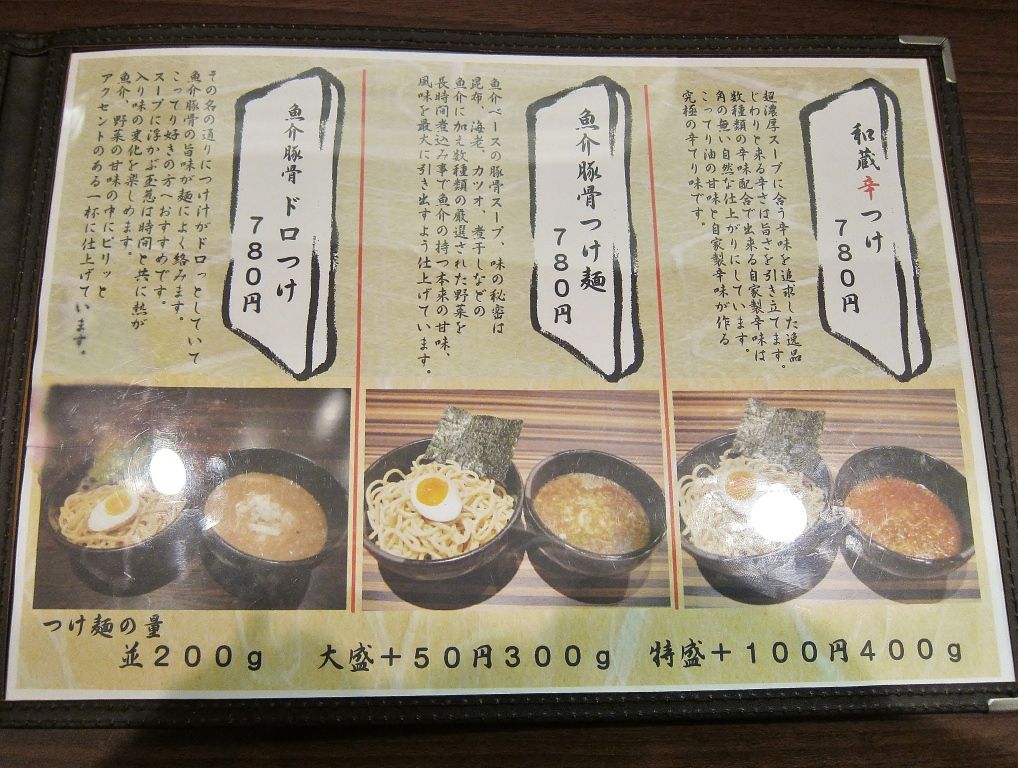 和蔵辛つけ
780円
超濃厚スープに合う辛味を追求した逸品
じわりと来る辛さは旨さを引き立てます。
数種類の辛味配合で出来る自家製辛味は
角の無い自然な仕上がりにしています。
こってり油の甘味と自家製辛味が作る
究極の辛てり味です。
魚介豚骨つけ麺
780円
魚介ベースの豚骨スープ、味の秘密は
昆布、海老、カツオ、煮干しなどの
魚介に加え数種類の厳選された野菜を
長時間煮込み事で魚介の持つ本来の甘味、
風味を最大に引き出すよう仕上げています。
魚介豚骨ドロつけ
780円
その名の通りにつけ汁がドロっとしていて
魚介豚骨の旨味が麺によく絡みます。
こってり好きの方へおすすめです。
スープに浮かぶ玉葱は時間と共に熱が
入り味の変化を楽しめます。
魚介、野菜の甘味の中にピリッと
アクセントのある一杯に仕上げています。
つけ麺の量
並200g 大盛+50円300g 特盛+100円400g